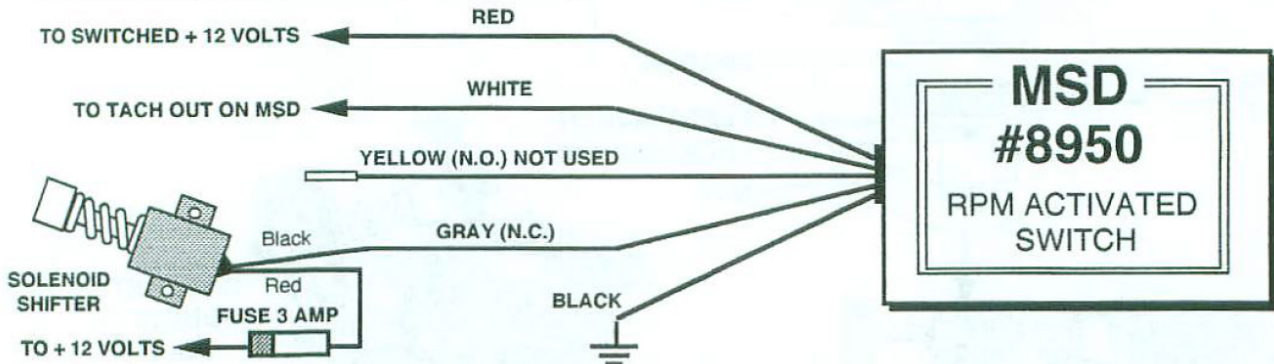 RED
TO SWITCHED + 12 VOLTS
WHITE
TO TACH OUT ON MSD
YELLOW (N.O.) NOT USED
GRAY (N.C.)
Black
Red
SOLENOID
SHIFTER
FUSE 3 AMP
TO + 12 VOLTS
BLACK
MSD
#8950
RPM ACTIVATED
SWITCH